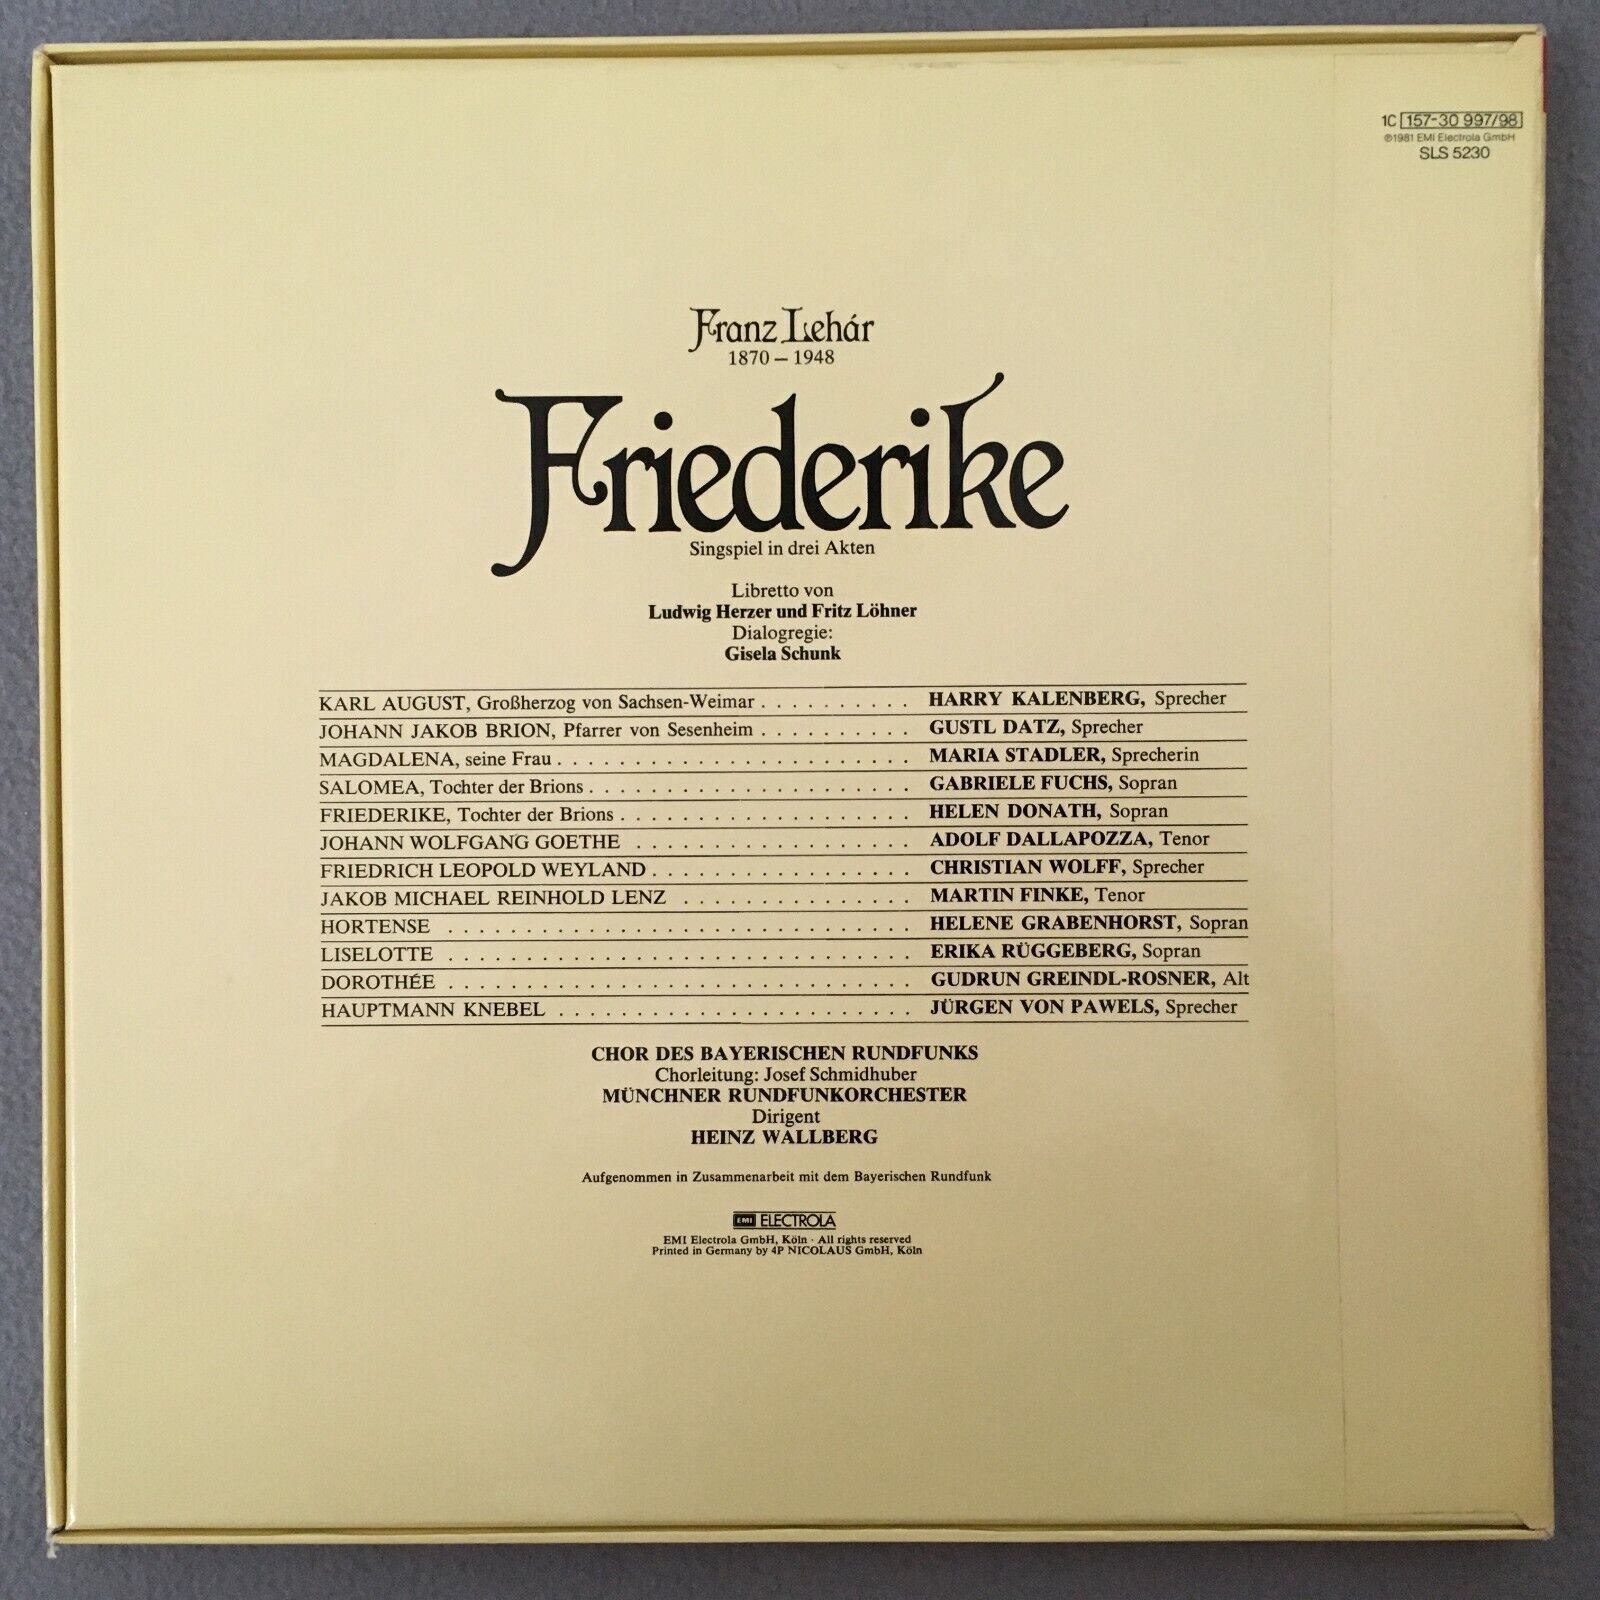 1C 157-30 997/98
℗1981 EMI Electrola GmbH
SLS 5230
Franz Lehár
1870 – 1948
Friederike
Singspiel in drei Akten
Libretto von
Ludwig Herzer und Fritz Löhner
Dialogregie:
Gisela Schunk
KARL AUGUST, Großherzog von Sachsen-Weimar . . . . . . . . . . HARRY KALENBERG, Sprecher
JOHANN JAKOB BRION, Pfarrer von Sesenheim . . . . . . . . . . GUSTL DATZ, Sprecher
MAGDALENA, seine Frau . . . . . . . . . . . . . . . . . . . . . . . MARIA STADLER, Sprecherin
SALOMEA, Tochter der Brions . . . . . . . . . . . . . . . . . . . . . GABRIELE FUCHS, Sopran
FRIEDERIKE, Tochter der Brions . . . . . . . . . . . . . . . . . . . HELEN DONATH, Sopran
JOHANN WOLFGANG GOETHE . . . . . . . . . . . . . . . . . . ADOLF DALLAPOZZA, Tenor
FRIEDRICH LEOPOLD WEYLAND . . . . . . . . . . . . . . . . . CHRISTIAN WOLFF, Sprecher
JAKOB MICHAEL REINHOLD LENZ . . . . . . . . . . . . . . . MARTIN FINKE, Tenor
HORTENSE . . . . . . . . . . . . . . . . . . . . . . . . . . . . . . HELENE GRABENHORST, Sopran
LISELOTTE . . . . . . . . . . . . . . . . . . . . . . . . . . . . . . ERIKA RÜGGEBERG, Sopran
DOROTHÉE . . . . . . . . . . . . . . . . . . . . . . . . . . . . . . GUDRUN GREINDL-ROSNER, Alt
HAUPTMANN KNEBEL . . . . . . . . . . . . . . . . . . . . . . . JÜRGEN VON PAWELS, Sprecher
CHOR DES BAYERISCHEN RUNDFUNKS
Chorleitung: Josef Schmidhuber
MÜNCHNER RUNDFUNKORCHESTER
Dirigent
HEINZ WALLBERG
Aufgenommen in Zusammenarbeit mit dem Bayerischen Rundfunk
EMI ELECTROLA
EMI Electrola GmbH, Köln · All rights reserved
Printed in Germany by 4P NICOLAUS GmbH, Köln